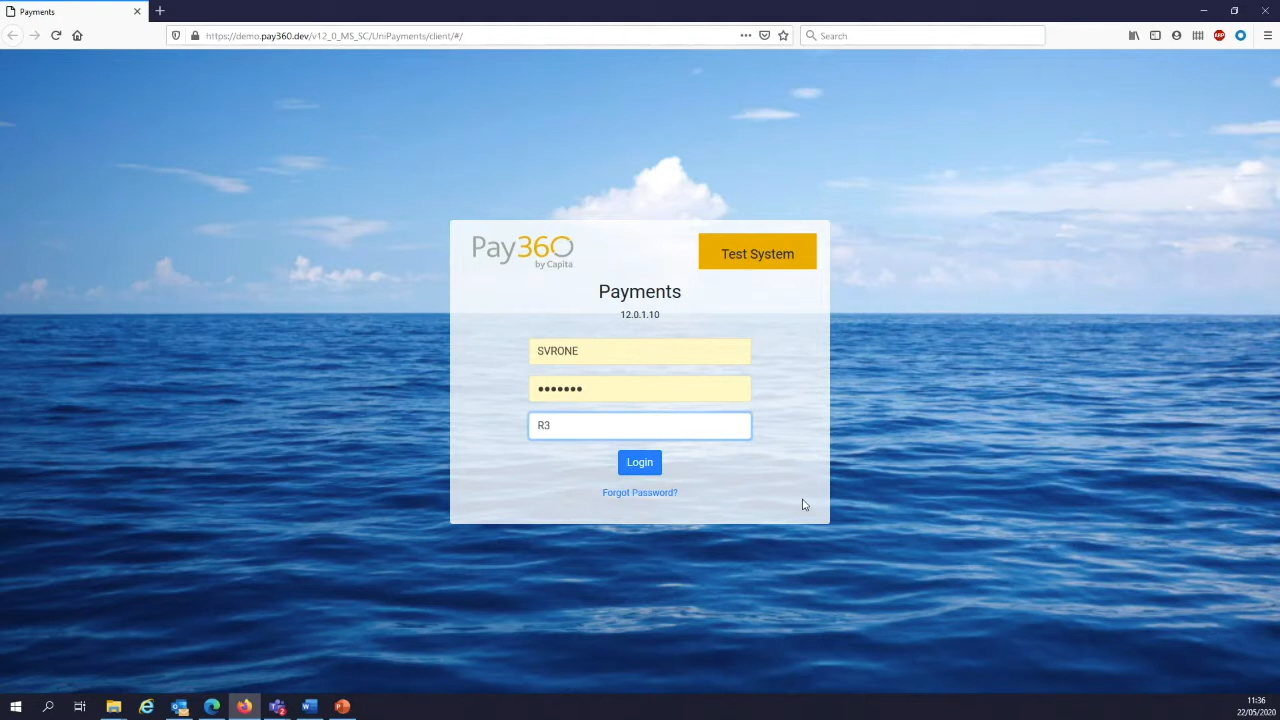 Payments
https://demo.pay360.dev/v12_0_MS_SC/UniPayments/client/#/
Search
Pay360
by Capita
Test System
Payments
12.0.1.10
SVRONE
•••••••
R3
Login
Forgot Password?
11:36
22/05/2020